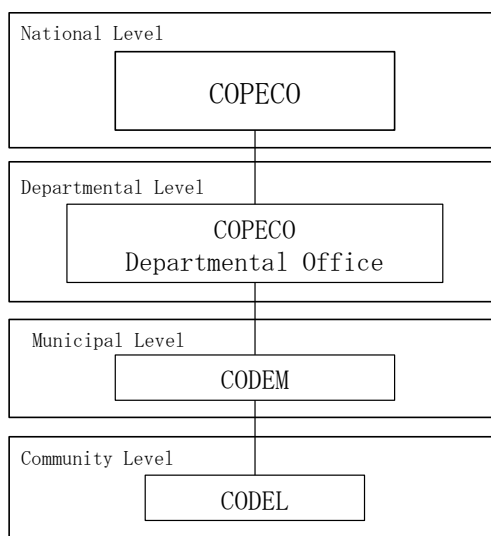 National Level
COPECO
Departmental Level
COPECO
Departmental Office
Municipal Level
CODEM
Community Level
CODEL